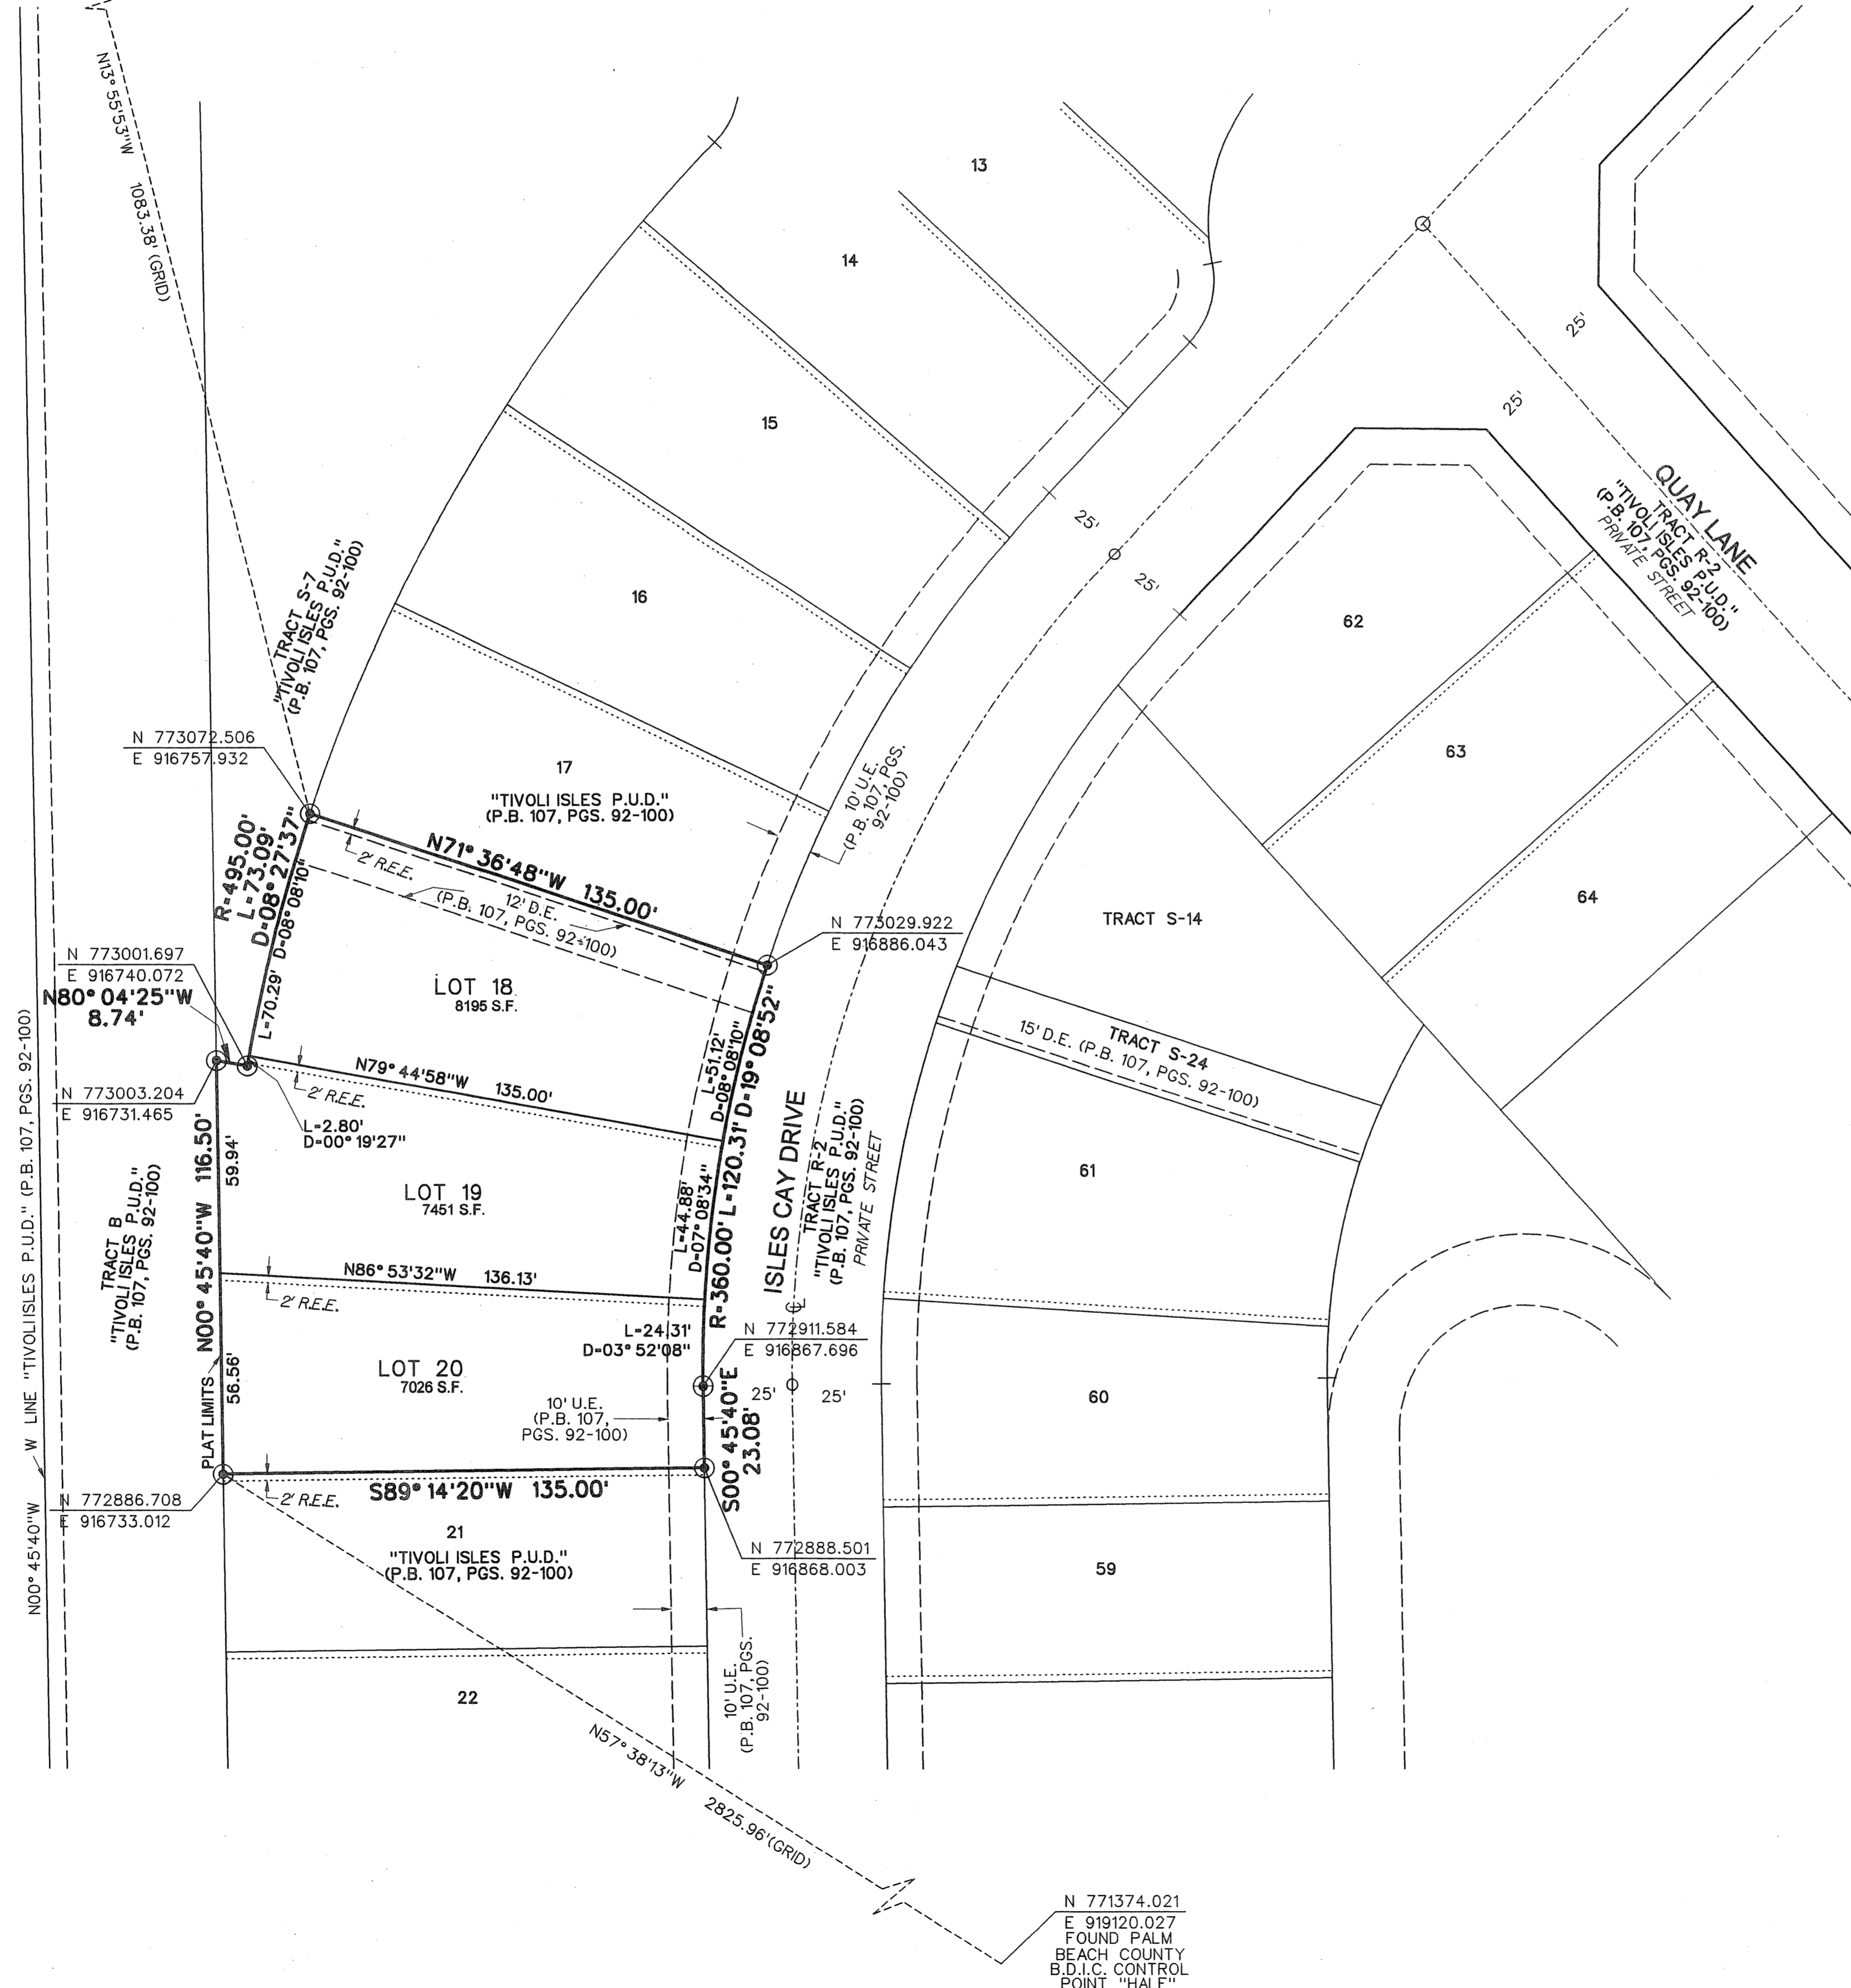 N13°55'53"W 1083.38' (GRID)
13
14
15
16
25'
25'
QUAY LANE
TRACT R-2
"TIVOLI ISLES P.U.D."
(P.B. 107, PGS. 92-100)
PRIVATE STREET
25'
25'
62
63
64
TRACT S-7
"TIVOLI ISLES P.U.D."
(P.B. 107, PGS. 92-100)
N 773072.506
E 916757.932
17
"TIVOLI ISLES P.U.D."
(P.B. 107, PGS. 92-100)
10' U.E.
(P.B. 107, PGS.
92-100)
R=495.00'
L=73.09'
D=08°27'37"
L=70.29' D=08°08'10"
N71°36'48"W 135.00'
2' R.E.E.
12' D.E.
(P.B. 107, PGS. 92-100)
N 773029.922
E 916886.043
TRACT S-14
N 773001.697
E 916740.072
N80°04'25"W
8.74'
LOT 18
8195 S.F.
TRACT S-24
15' D.E. (P.B. 107, PGS. 92-100)
N 773003.204
E 916731.465
N79°44'58"W 135.00'
2' R.E.E.
L=2.80'
D=00°19'27"
L=51.12'
D=08°08'10"
R=360.00' L=120.31' D=19°08'52"
ISLES CAY DRIVE
TRACT R-2
"TIVOLI ISLES P.U.D."
(P.B. 107, PGS. 92-100)
PRIVATE STREET
61
N00°45'40"W 116.50'
59.94'
TRACT B
"TIVOLI ISLES P.U.D."
(P.B. 107, PGS. 92-100)
LOT 19
7451 S.F.
L=44.88'
D=07°08'34"
N86°53'32"W 136.13'
2' R.E.E.
L=24.31'
D=03°52'08"
N 772911.584
E 916867.696
LOT 20
7026 S.F.
PLAT LIMITS
56.56'
10' U.E.
(P.B. 107,
PGS. 92-100)
S00°45'40"E
23.08'
25'
25'
60
N00°45'40"W W LINE "TIVOLI ISLES P.U.D." (P.B. 107, PGS. 92-100)
N 772886.708
E 916733.012
2' R.E.E.
S89°14'20"W 135.00'
21
"TIVOLI ISLES P.U.D."
(P.B. 107, PGS. 92-100)
N 772888.501
E 916868.003
59
22
10' U.E.
(P.B. 107, PGS.
92-100)
N57°38'13"W 2825.96'(GRID)
N 771374.021
E 919120.027
FOUND PALM
BEACH COUNTY
B.D.I.C. CONTROL
POINT "HALF"